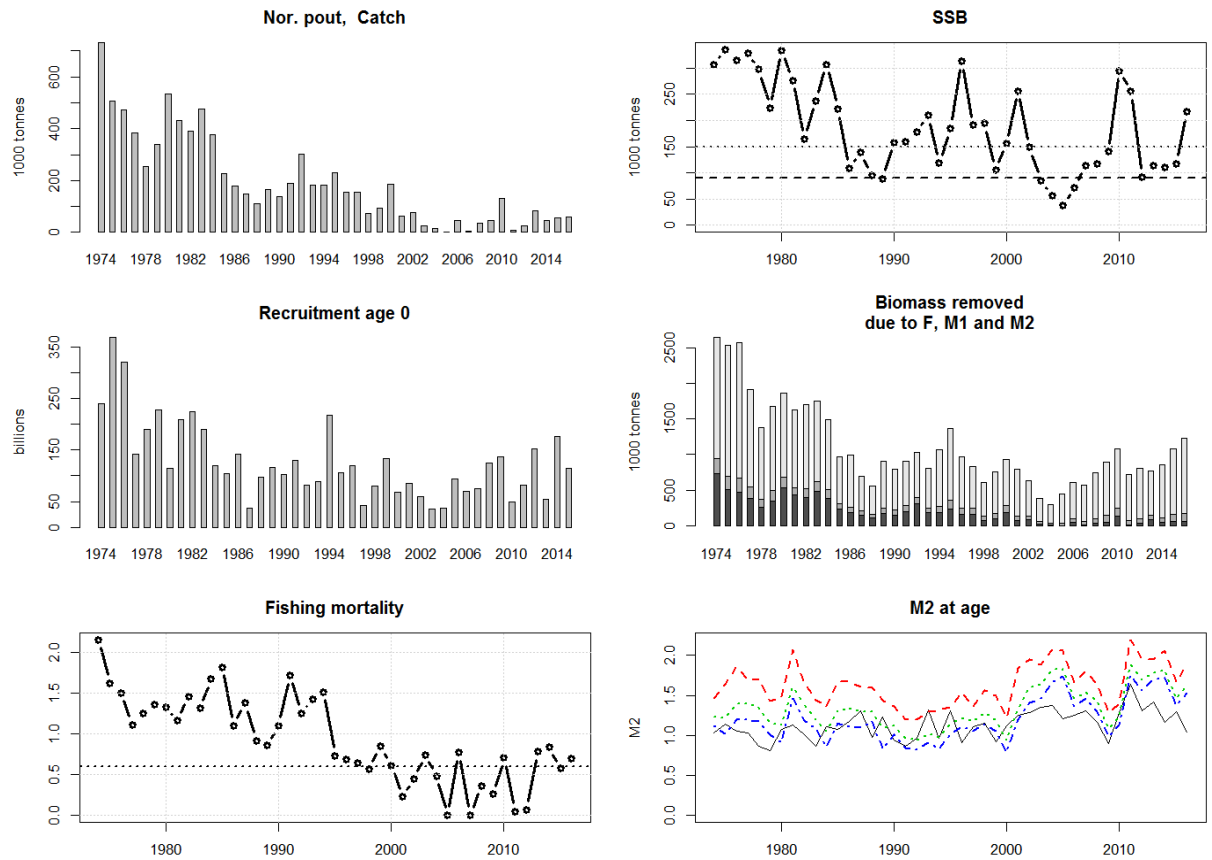 Nor. pout, Catch
1000 tonnes
0 200 400 600
1974 1978 1982 1986 1990 1994 1998 2002 2006 2010 2014
SSB
1000 tonnes
0 50 150 250
1980 1990 2000 2010
Recruitment age 0
billions
0 50 150 250 350
1974 1978 1982 1986 1990 1994 1998 2002 2006 2010 2014
Biomass removed
due to F, M1 and M2
1000 tonnes
0 500 1500 2500
1974 1978 1982 1986 1990 1994 1998 2002 2006 2010 2014
Fishing mortality
0.0 0.5 1.0 1.5 2.0
1980 1990 2000 2010
M2 at age
M2
0.0 0.5 1.0 1.5 2.0
1980 1990 2000 2010